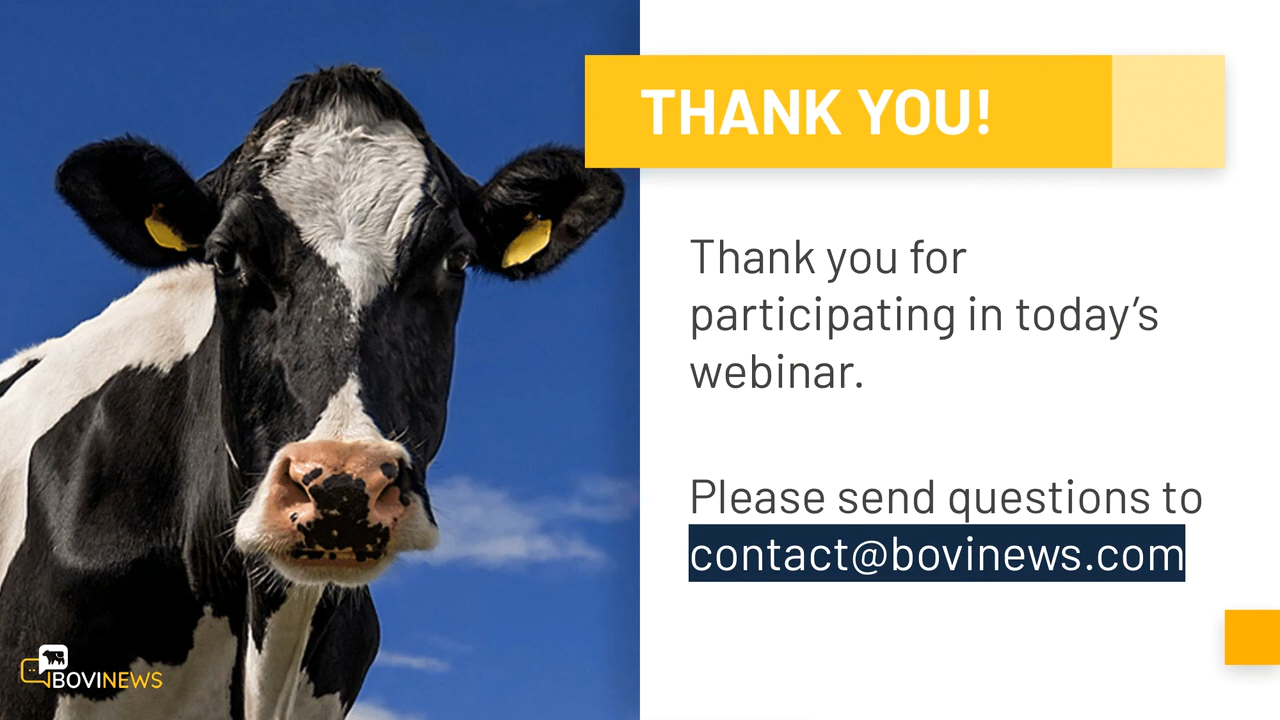 THANK YOU!
Thank you for
participating in today’s
webinar.
Please send questions to
contact@bovinews.com
BOVINEWS